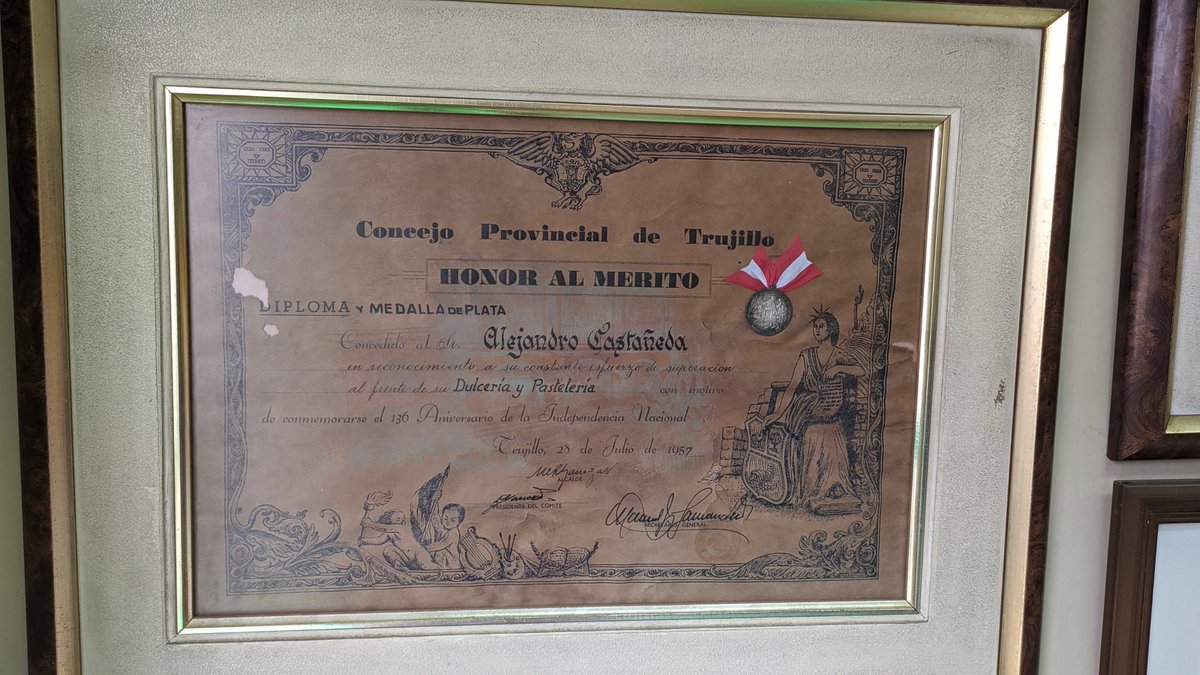 Concejo Provincial de Trujillo
HONOR AL MERITO
DIPLOMA Y MEDALLA DE PLATA
Concedido al Sr. Alejandro Castañeda
en reconocimiento a su constante esfuerzo de superación
al frente de su Dulcería y Pastelería con motivo
de conmemorarse el 136 Aniversario de la Independencia Nacional
Trujillo, 28 de Julio de 1957
ALCALDE
PRESIDENTE DEL COMITE
SECRETARIO GENERAL